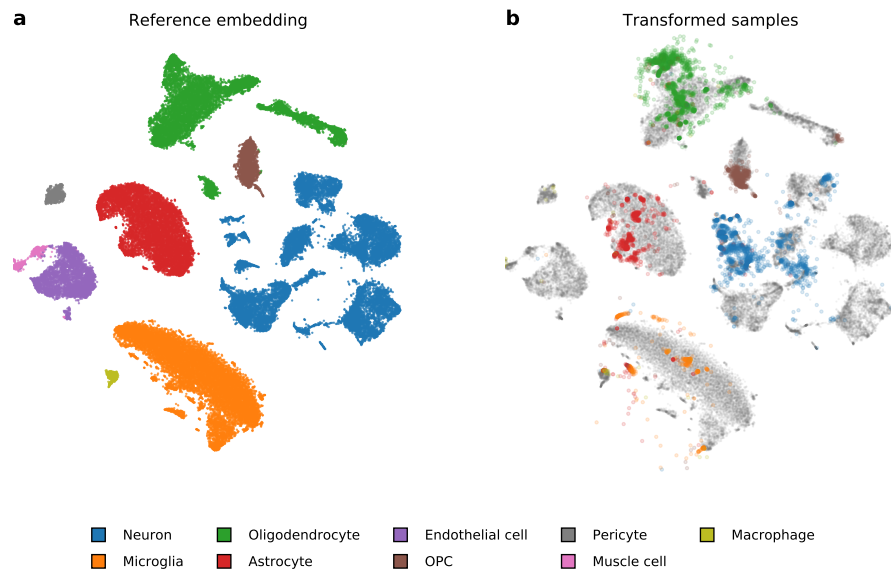 a
Reference embedding
b
Transformed samples
Neuron
Oligodendrocyte
Endothelial cell
Pericyte
Macrophage
Microglia
Astrocyte
OPC
Muscle cell